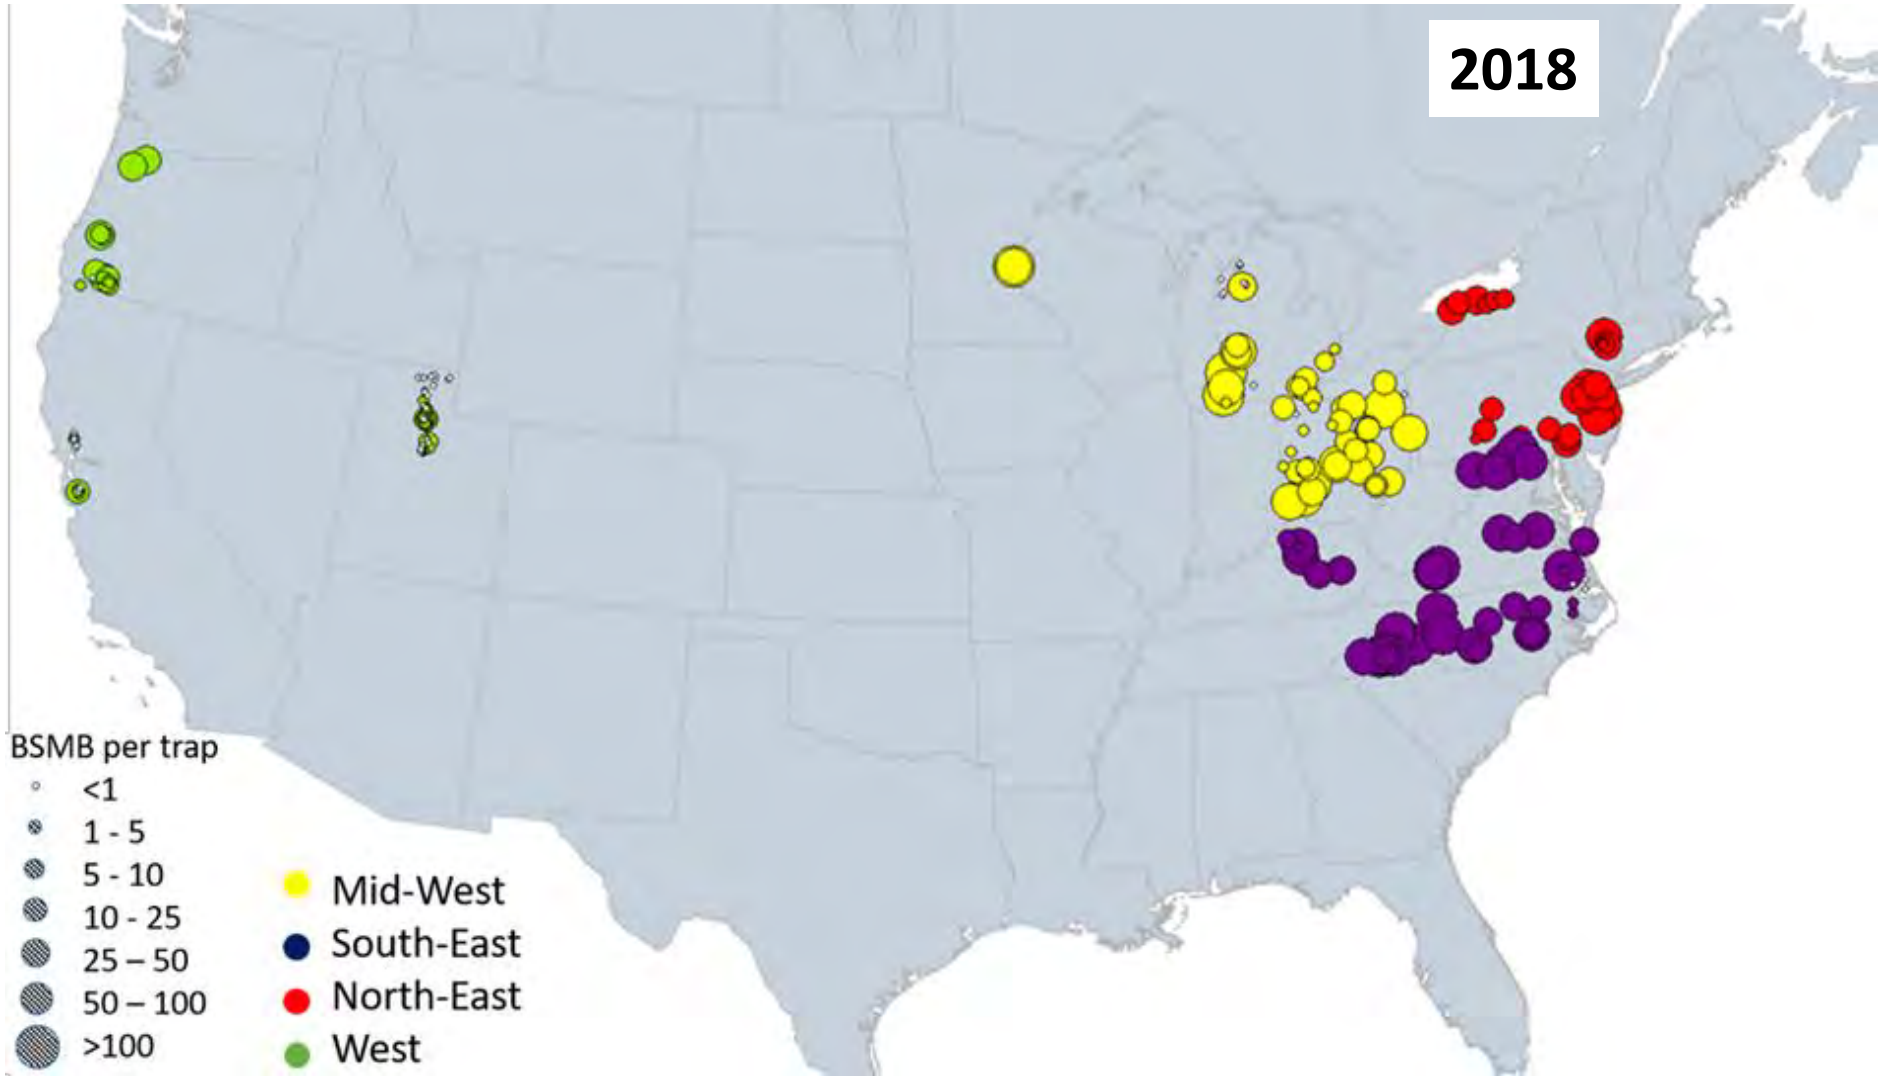 2018
BSMB per trap
<1
1 - 5
5 - 10
10 - 25
25 – 50
50 – 100
>100
Mid-West
South-East
North-East
West